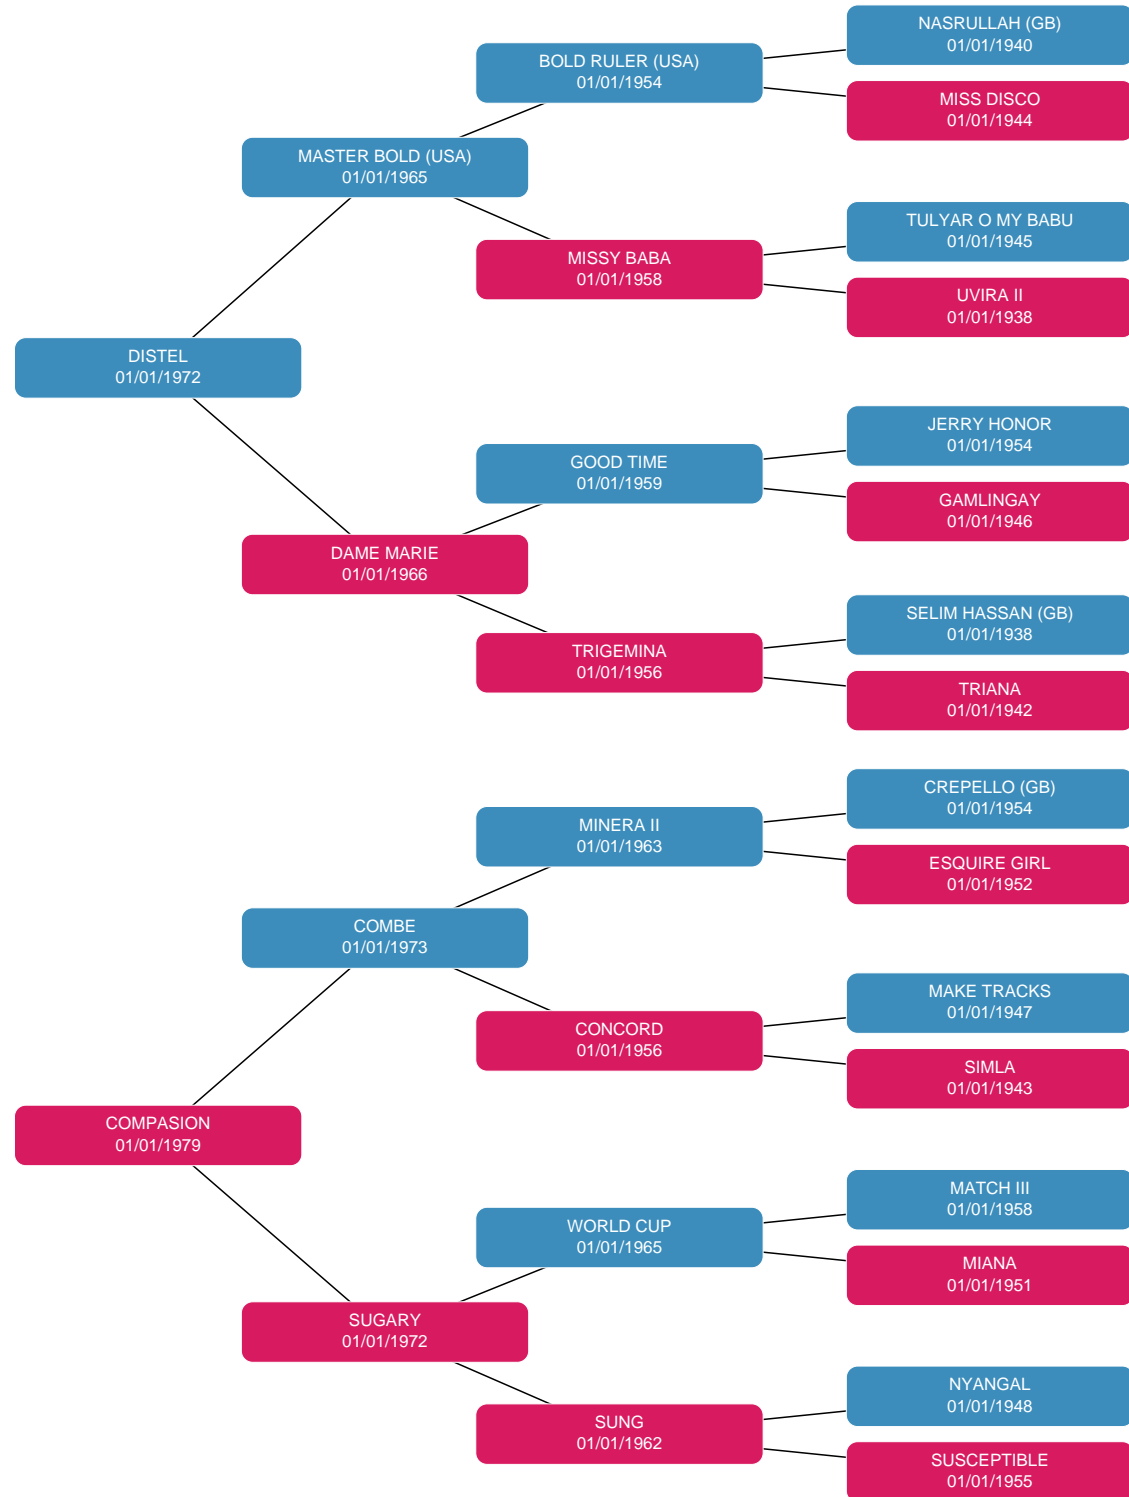 NASRULLAH (GB)
01/01/1940
BOLD RULER (USA)
01/01/1954
MISS DISCO
01/01/1944
MASTER BOLD (USA)
01/01/1965
TULYAR O MY BABU
01/01/1945
MISSY BABA
01/01/1958
UVIRA II
01/01/1938
DISTEL
01/01/1972
JERRY HONOR
01/01/1954
GOOD TIME
01/01/1959
GAMLINGAY
01/01/1946
DAME MARIE
01/01/1966
SELIM HASSAN (GB)
01/01/1938
TRIGEMINA
01/01/1956
TRIANA
01/01/1942
CREPELLO (GB)
01/01/1954
MINERA II
01/01/1963
ESQUIRE GIRL
01/01/1952
COMBE
01/01/1973
MAKE TRACKS
01/01/1947
CONCORD
01/01/1956
SIMLA
01/01/1943
COMPASION
01/01/1979
MATCH III
01/01/1958
WORLD CUP
01/01/1965
MIANA
01/01/1951
SUGARY
01/01/1972
NYANGAL
01/01/1948
SUNG
01/01/1962
SUSCEPTIBLE
01/01/1955